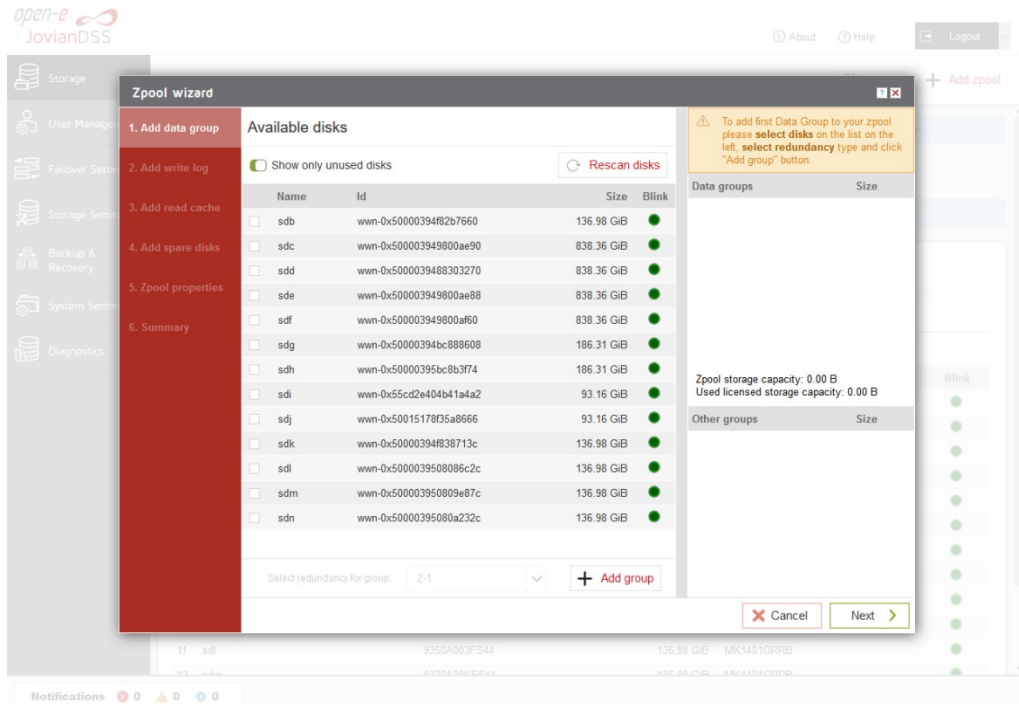 open-e
JovianDSS
About
Help
Logout
Storage
Add zpool
User Manager
Failover Settin
Storage Settin
Backup &
Recovery
System Settin
Diagnostics
Zpool wizard
1. Add data group
2. Add write log
3. Add read cache
4. Add spare disks
5. Zpool properties
6. Summary
Available disks
Show only unused disks
Rescan disks
Name Id Size Blink
sdb wwn-0x50000394f82b7660 136.98 GiB
sdc wwn-0x500003949800ae90 838.36 GiB
sdd wwn-0x5000039488303270 838.36 GiB
sde wwn-0x500003949800ae88 838.36 GiB
sdf wwn-0x500003949800af60 838.36 GiB
sdg wwn-0x50000394bc888608 186.31 GiB
sdh wwn-0x50000395bc8b3f74 186.31 GiB
sdi wwn-0x55cd2e404b41a4a2 93.16 GiB
sdj wwn-0x50015178f35a8666 93.16 GiB
sdk wwn-0x50000394f838713c 136.98 GiB
sdl wwn-0x5000039508086c2c 136.98 GiB
sdm wwn-0x500003950809e87c 136.98 GiB
sdn wwn-0x50000395080a232c 136.98 GiB
Select redundancy for group: Z-1
Add group
To add first Data Group to your zpool
please select disks on the list on the
left, select redundancy type and click
"Add group" button.
Data groups Size
Zpool storage capacity: 0.00 B
Used licensed storage capacity: 0.00 B
Other groups Size
Cancel
Next
Blink
11 sdl 9350A003FS44 136.98 GiB MK1401GRRB
Notifications 0 0 0